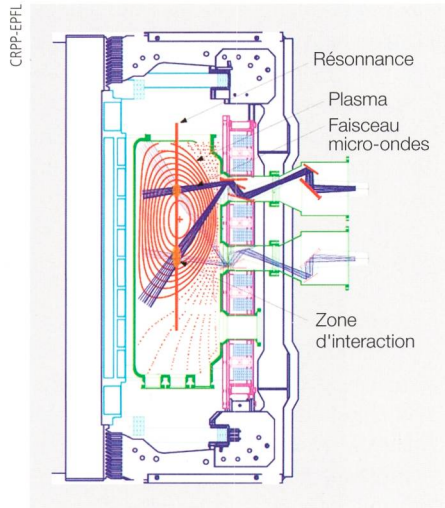 CRPP-EPFL
Résonnance
Plasma
Faisceau
micro-ondes
Zone
d'interaction